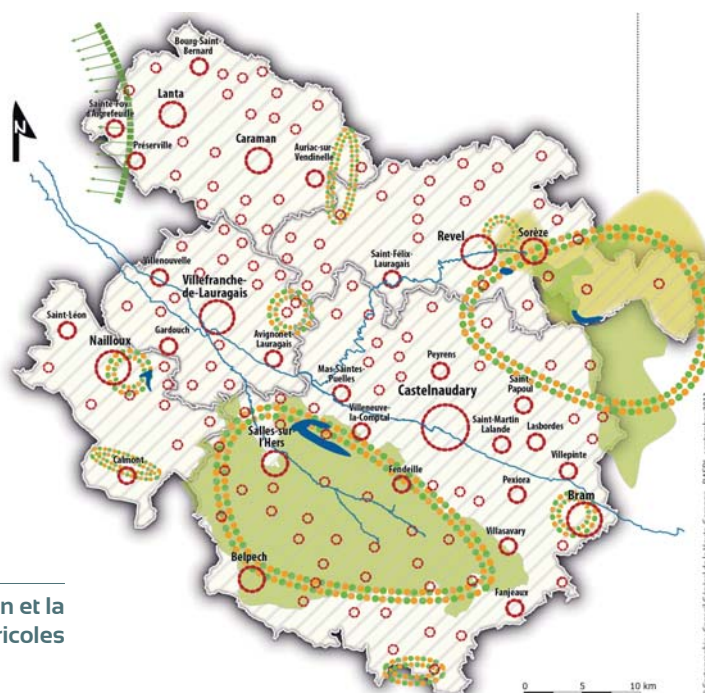 Bourg-Saint-
Bernard
Lanta
Sainte-Foy
d'Aigrefeuille
Préserville
Caraman
Auriac-sur
Vendinelle
N
Revel
Sorèze
Saint-Félix-
Lauragais
Villenouvelle
Villefranche-
de-Lauragais
Saint-Léon
Gardouch
Nailloux
Avignonet-
Lauragais
Mas-Saintes-
Puelles
Peyrens
Castelnaudary
Saint-
Papoul
Villeneuve-
la-Comptal
Saint-Martin
Lalande
Lasbordes
Salles-sur
l'Hers
Villepinte
Calmont
Fendeille
Pexiora
Bram
Villasavary
Belpech
Fanjeaux
n et la
ricoles
0 5 10 km